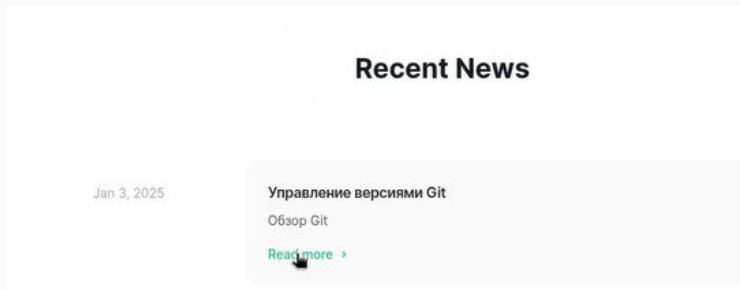 Recent News
Jan 3, 2025
Управление версиями Git
Обзор Git
Read more ›